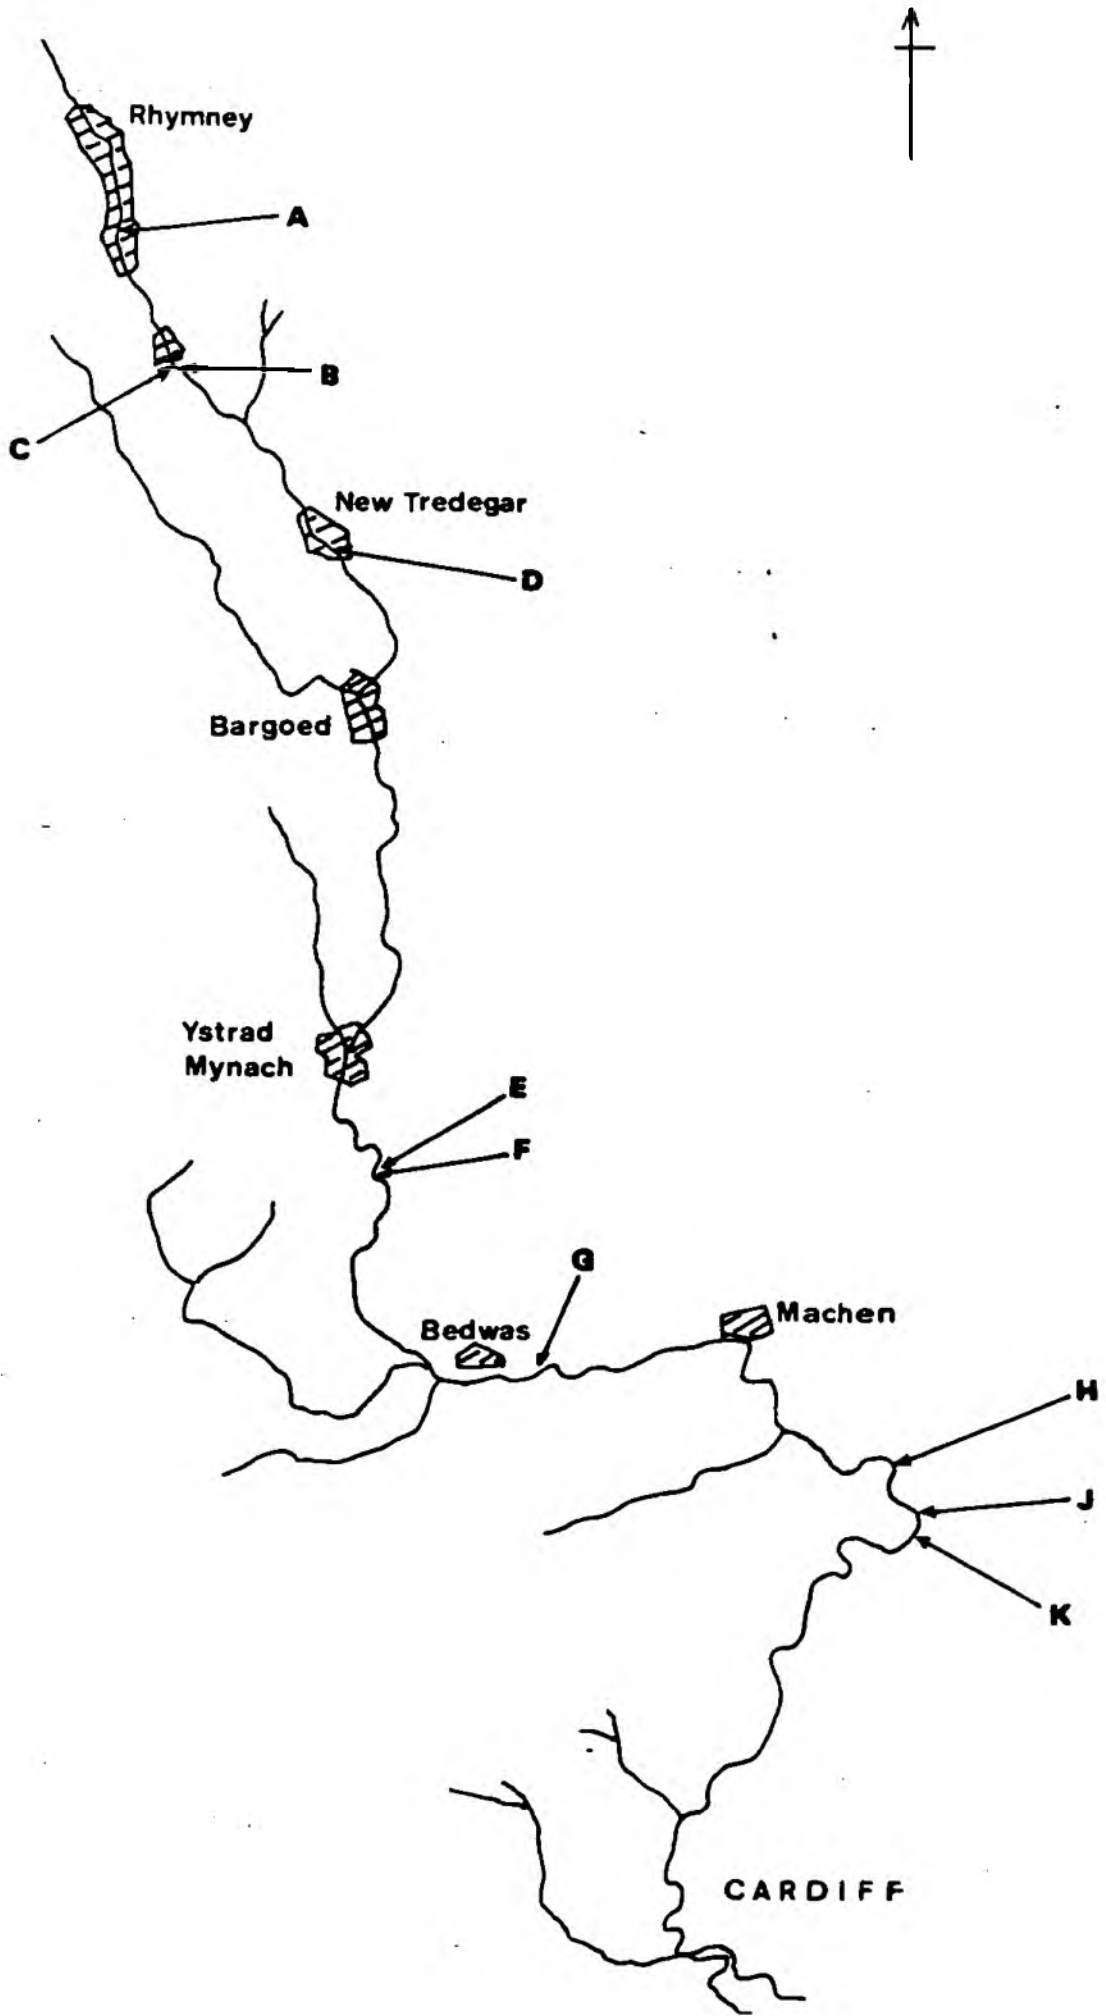 Rhymney
A
B
C
New Tredegar
D
Bargoed
Ystrad
Mynach
E
F
G
Bedwas
Machen
H
J
K
CARDIFF